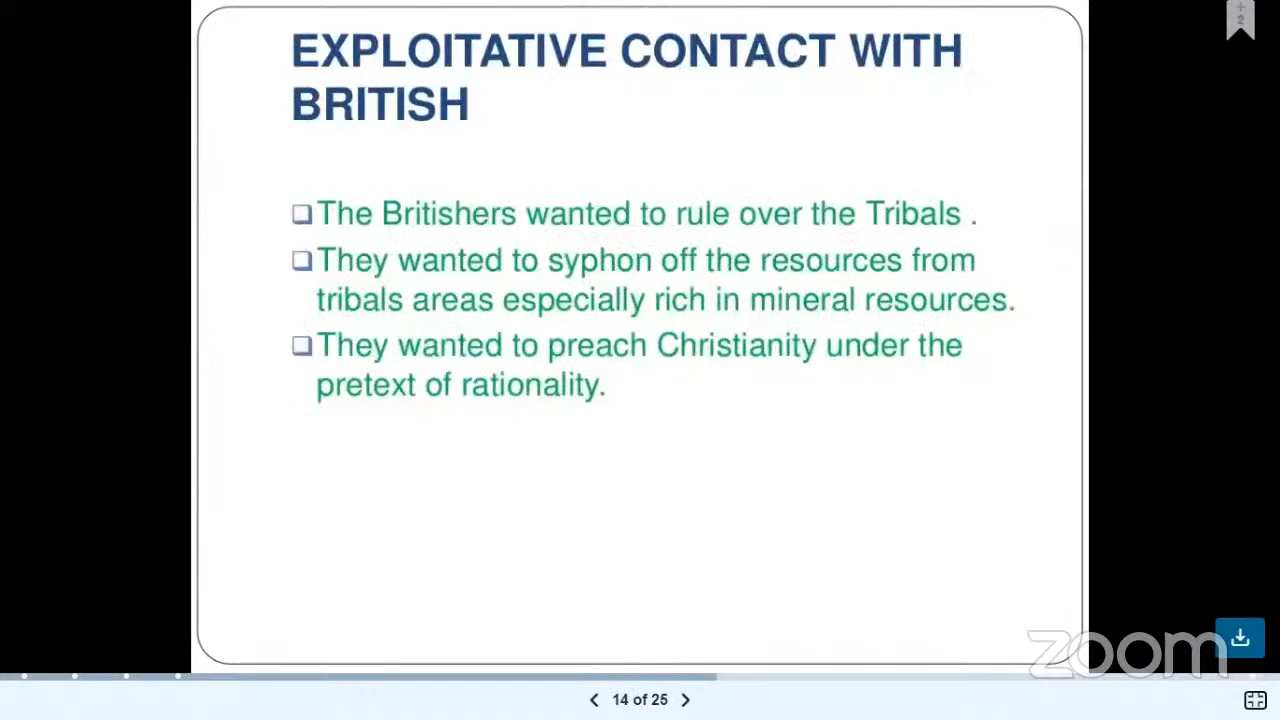 EXPLOITATIVE CONTACT WITH
BRITISH
The Britishers wanted to rule over the Tribals .
They wanted to syphon off the resources from
tribals areas especially rich in mineral resources.
They wanted to preach Christianity under the
pretext of rationality.
zoom
14 of 25
+
2